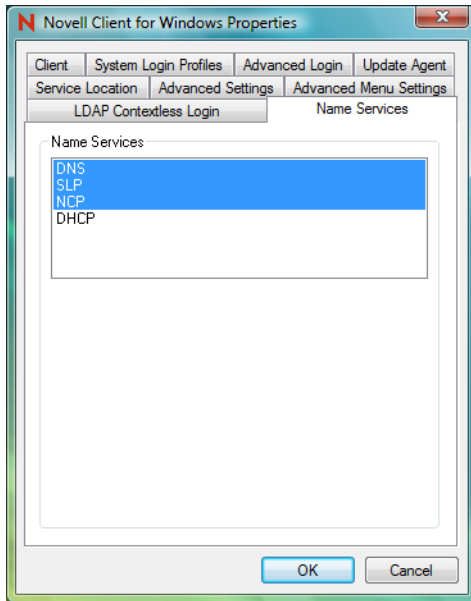 Novell Client for Windows Properties
Client System Login Profiles Advanced Login Update Agent
Service Location Advanced Settings Advanced Menu Settings
LDAP Contextless Login Name Services
Name Services
DNS
SLP
NCP
DHCP
OK Cancel